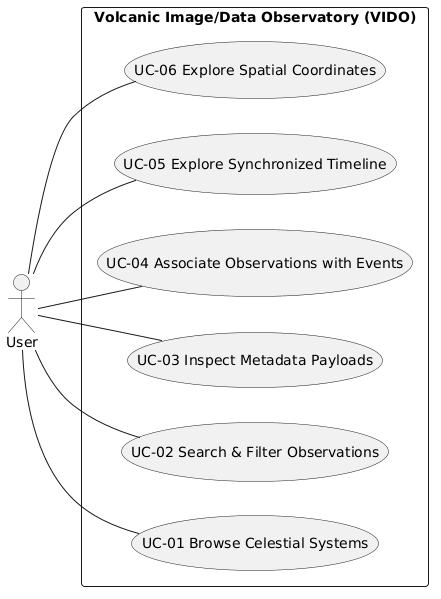 Volcanic Image/Data Observatory (VIDO)
UC-06 Explore Spatial Coordinates
UC-05 Explore Synchronized Timeline
UC-04 Associate Observations with Events
User
UC-03 Inspect Metadata Payloads
UC-02 Search & Filter Observations
UC-01 Browse Celestial Systems